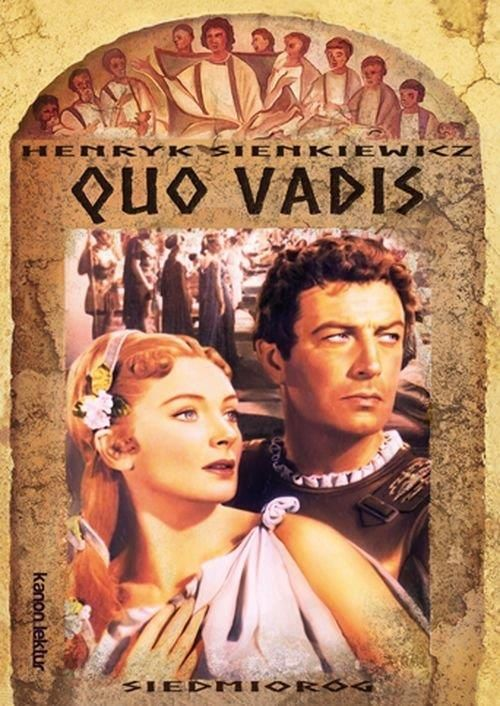 HENRYK SIENKIEWICZ
QUO VADIS
kanon lektur
SIEDMIORÓG